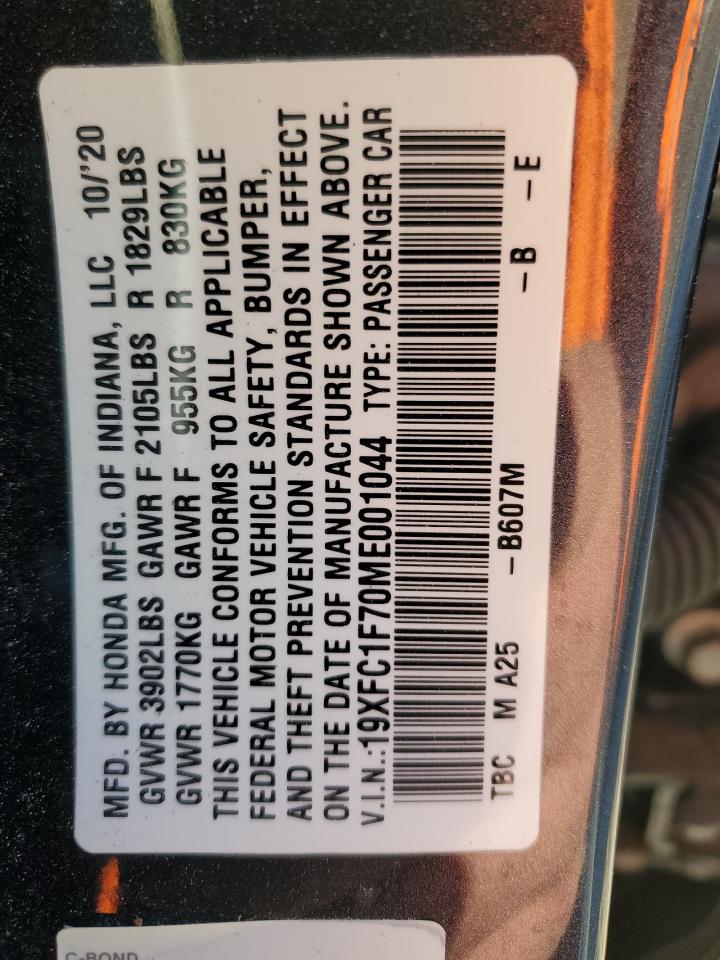 MFD. BY HONDA MFG. OF INDIANA, LLC 10/'20
GVWR 3902LBS GAWR F 2105LBS R 1829LBS
GVWR 1770KG GAWR F 955KG R 830KG
THIS VEHICLE CONFORMS TO ALL APPLICABLE
FEDERAL MOTOR VEHICLE SAFETY, BUMPER,
AND THEFT PREVENTION STANDARDS IN EFFECT
ON THE DATE OF MANUFACTURE SHOWN ABOVE.
V.I.N.:19XFC1F70ME001044 TYPE: PASSENGER CAR
TBC M A25 -B607M -B -E
C-BOND